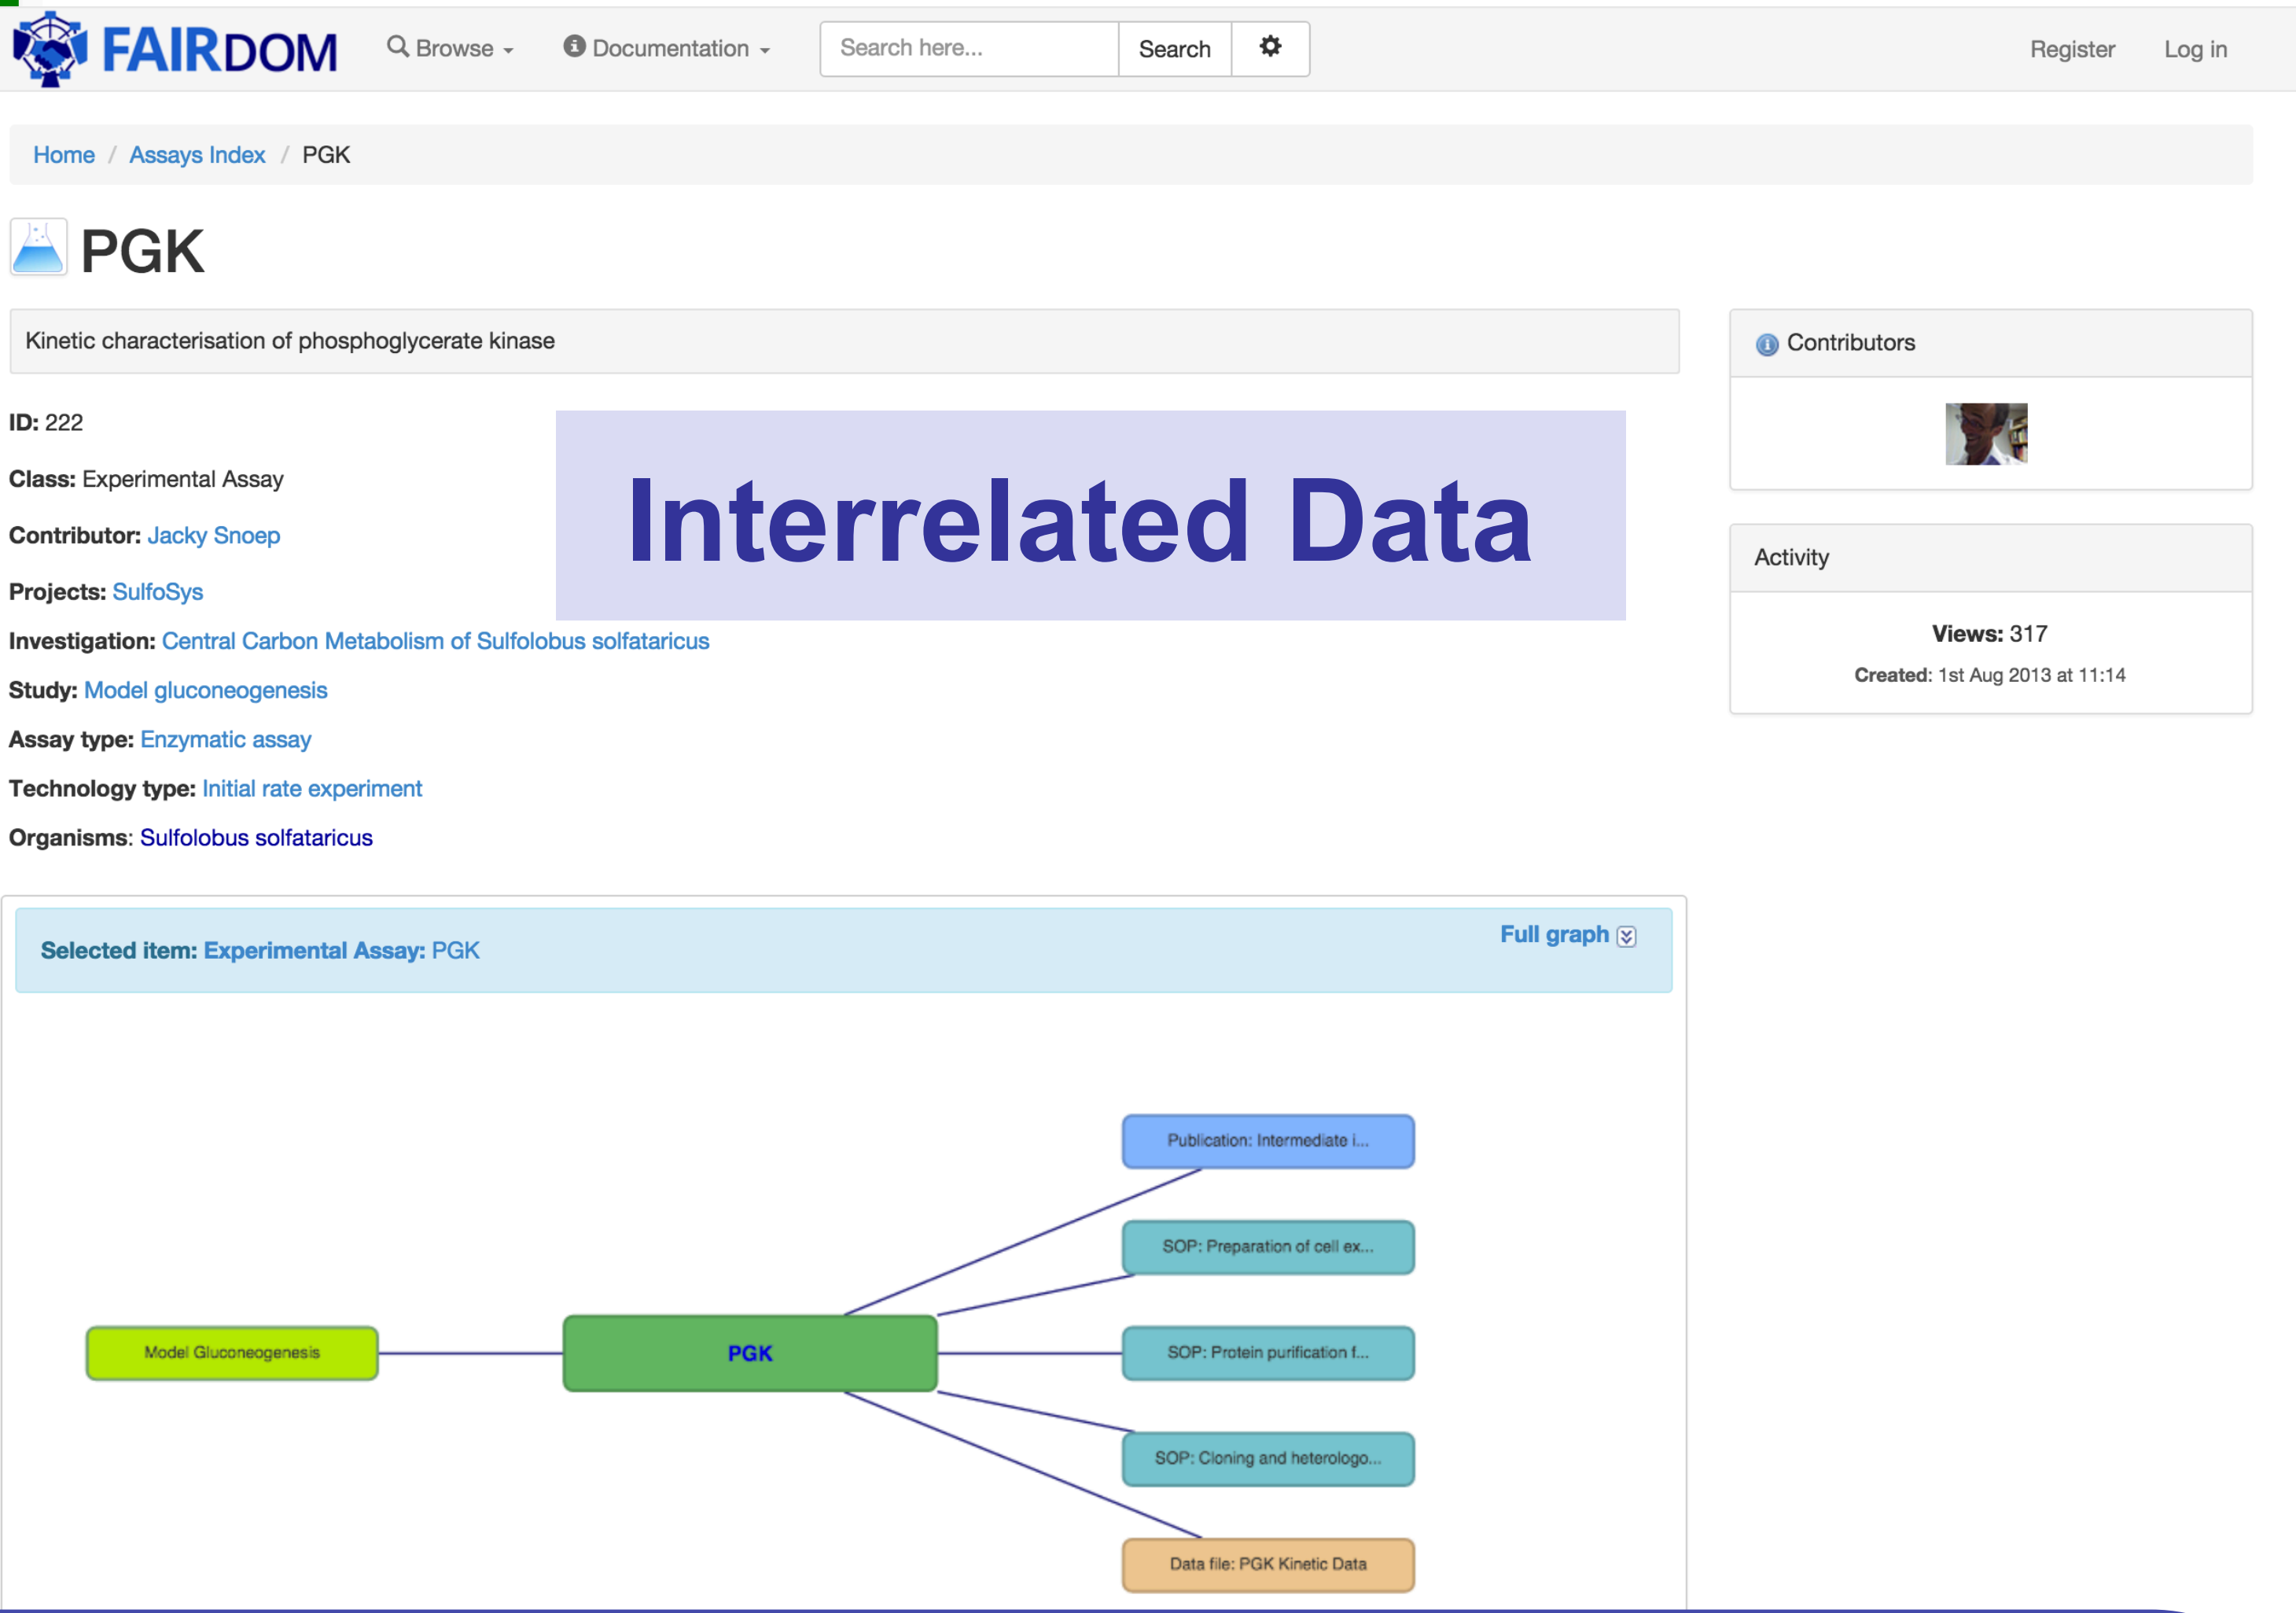 FAIRDOM Browse Documentation Search here... Search Register Log in
Home / Assays Index / PGK
PGK
Kinetic characterisation of phosphoglycerate kinase
Contributors
ID: 222
Class: Experimental Assay
Contributor: Jacky Snoep
Projects: SulfoSys
Interrelated Data
Investigation: Central Carbon Metabolism of Sulfolobus solfataricus
Study: Model gluconeogenesis
Assay type: Enzymatic assay
Technology type: Initial rate experiment
Organisms: Sulfolobus solfataricus
Activity
Views: 317
Created: 1st Aug 2013 at 11:14
Selected item: Experimental Assay: PGK
Full graph
Publication: Intermediate i...
SOP: Preparation of cell ex...
Model Gluconeogenesis
PGK
SOP: Protein purification f...
SOP: Cloning and heterologo...
Data file: PGK Kinetic Data